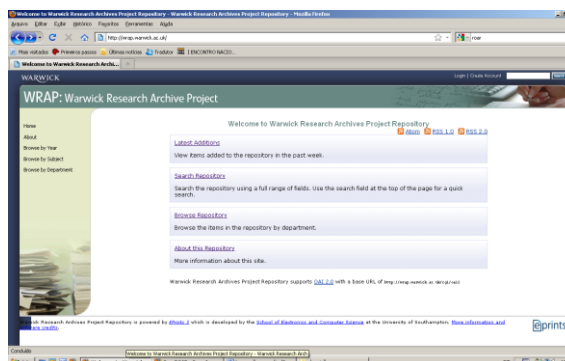 Welcome to Warwick Research Archives Project Repository - Warwick Research Archives Project Repository - Mozilla Firefox
Arquivo Editar Exibir Histórico Favoritos Ferramentas Ajuda
http://wrap.warwick.ac.uk/
roar
Mais visitados Primeiros passos Últimas notícias Tradutor I ENCONTRO NACIO...
Welcome to Warwick Research Archi...
WARWICK
Login | Create Account
WRAP: Warwick Research Archive Project
Home
About
Browse by Year
Browse by Subject
Browse by Department
Welcome to Warwick Research Archives Project Repository
Atom RSS 1.0 RSS 2.0
Latest Additions
View items added to the repository in the past week.
Search Repository
Search the repository using a full range of fields. Use the search field at the top of the page for a quick
search.
Browse Repository
Browse the items in the repository by department.
About this Repository
More information about this site.
Warwick Research Archives Project Repository supports OAI 2.0 with a base URL of
Warwick Research Archives Project Repository is powered by EPrints 3 which is developed by the School of Electronics and Computer Science at the University of Southampton. More information and
software credits.
eprints
Concluído
Welcome to Warwick Research Archives Project Repository - Warwick Research Arch